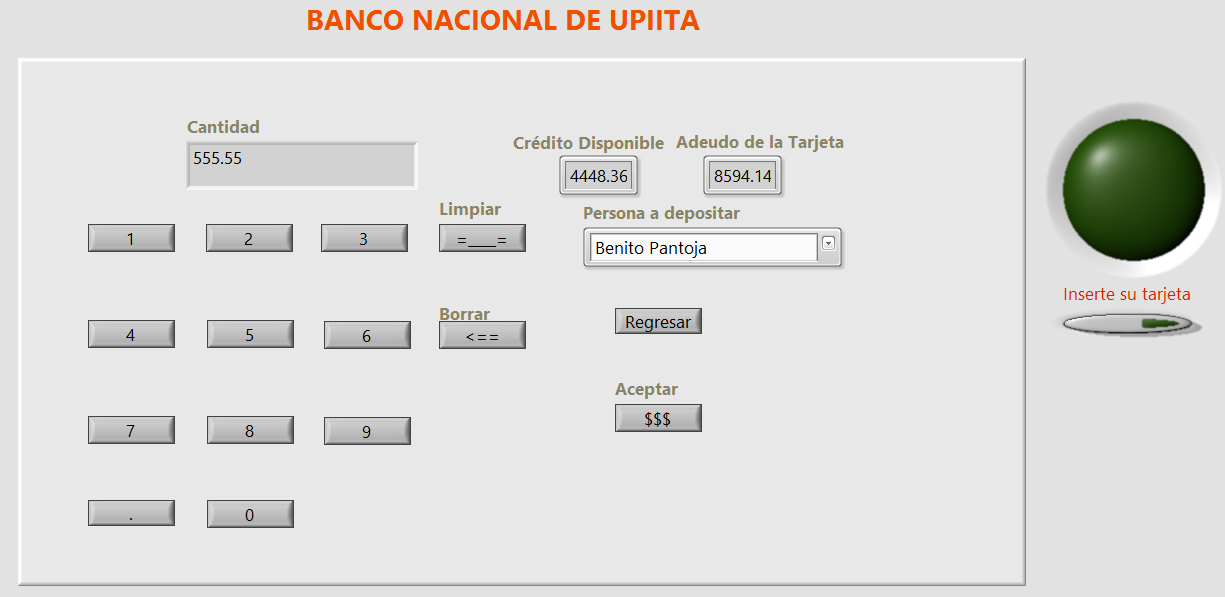 BANCO NACIONAL DE UPIITA
Cantidad
555.55
Crédito Disponible
Adeudo de la Tarjeta
4448.36
8594.14
Limpiar
Persona a depositar
1
2
3
=___=
Benito Pantoja
Inserte su tarjeta
Borrar
Regresar
4
5
6
<==
Aceptar
$$$
7
8
9
.
0